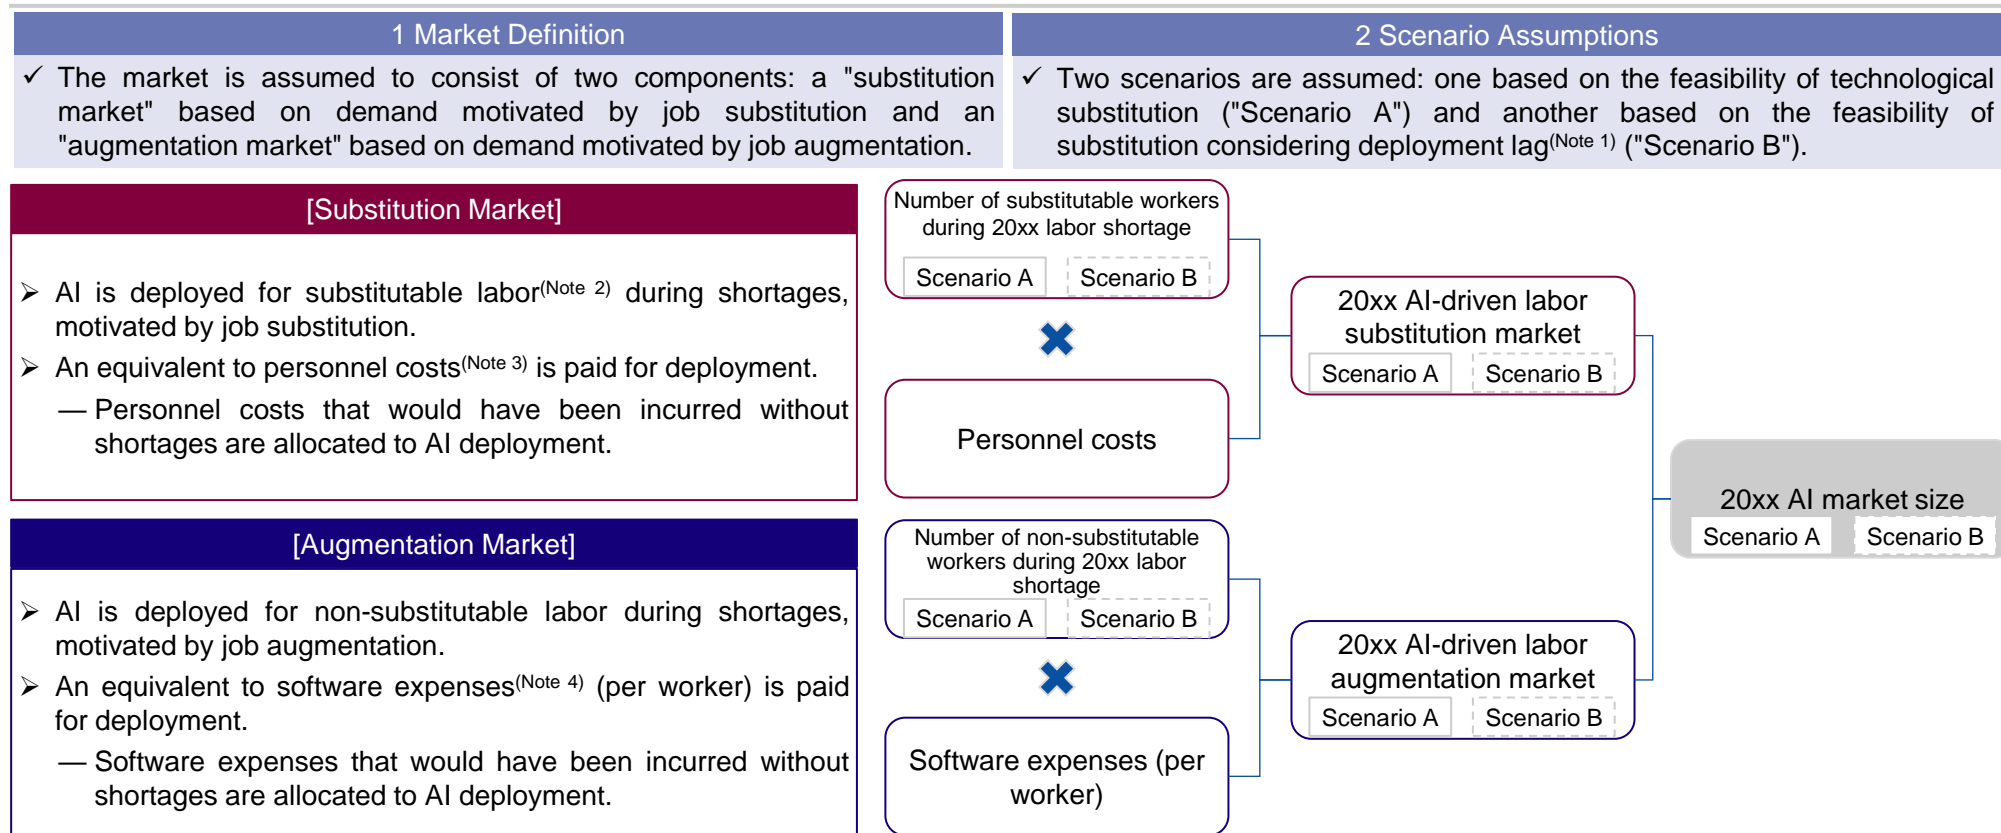 1 Market Definition
✓ The market is assumed to consist of two components: a "substitution
market" based on demand motivated by job substitution and an
"augmentation market" based on demand motivated by job augmentation.
2 Scenario Assumptions
✓ Two scenarios are assumed: one based on the feasibility of technological
substitution ("Scenario A") and another based on the feasibility of
substitution considering deployment lag(Note 1) ("Scenario B").
[Substitution Market]
➢ AI is deployed for substitutable labor(Note 2) during shortages,
motivated by job substitution.
➢ An equivalent to personnel costs(Note 3) is paid for deployment.
— Personnel costs that would have been incurred without
shortages are allocated to AI deployment.
[Augmentation Market]
➢ AI is deployed for non-substitutable labor during shortages,
motivated by job augmentation.
➢ An equivalent to software expenses(Note 4) (per worker) is paid
for deployment.
— Software expenses that would have been incurred without
shortages are allocated to AI deployment.
Number of substitutable workers
during 20xx labor shortage
Scenario A Scenario B
Personnel costs
20xx AI-driven labor
substitution market
Scenario A Scenario B
Number of non-substitutable
workers during 20xx labor
shortage
Scenario A Scenario B
Software expenses (per
worker)
20xx AI-driven labor
augmentation market
Scenario A Scenario B
20xx AI market size
Scenario A Scenario B